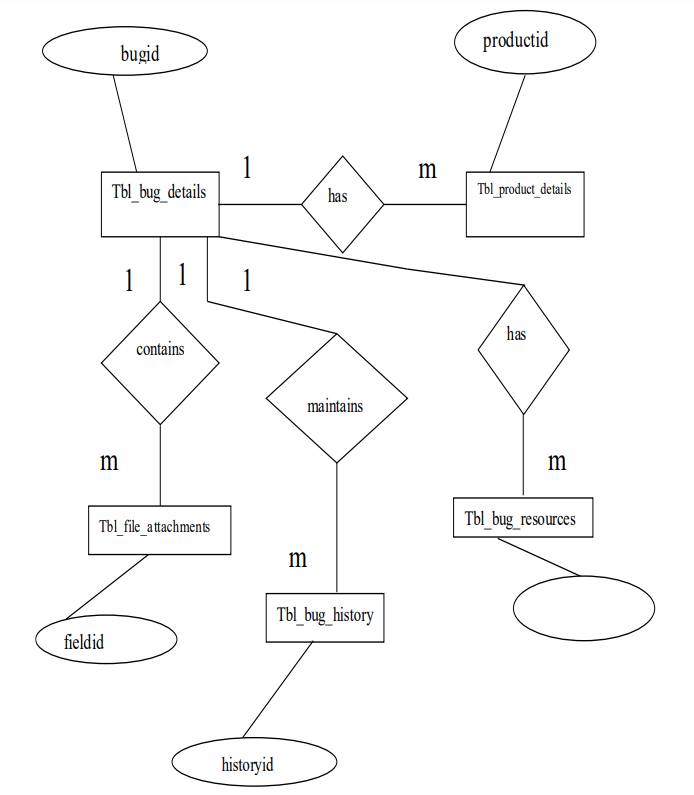 bugid
productid
1
m
Tbl_bug_details
has
Tbl_product_details
1
1
1
contains
has
maintains
m
m
Tbl_file_attachments
Tbl_bug_resources
m
Tbl_bug_history
fieldid
historyid